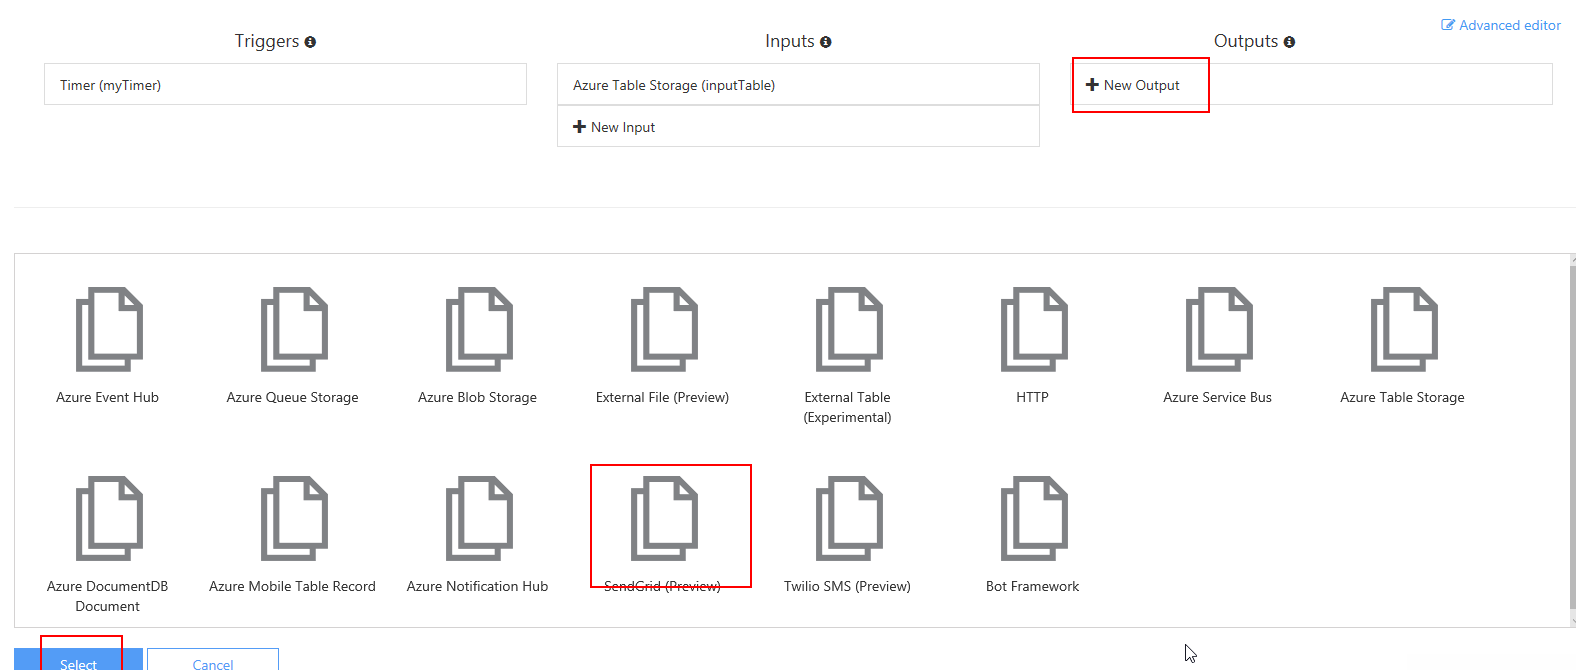 Advanced editor
Triggers
Inputs
Outputs
Timer (myTimer)
Azure Table Storage (inputTable)
New Output
New Input
Azure Event Hub
Azure Queue Storage
Azure Blob Storage
External File (Preview)
External Table
(Experimental)
HTTP
Azure Service Bus
Azure Table Storage
Azure DocumentDB
Document
Azure Mobile Table Record
Azure Notification Hub
SendGrid (Preview)
Twilio SMS (Preview)
Bot Framework
Select
Cancel